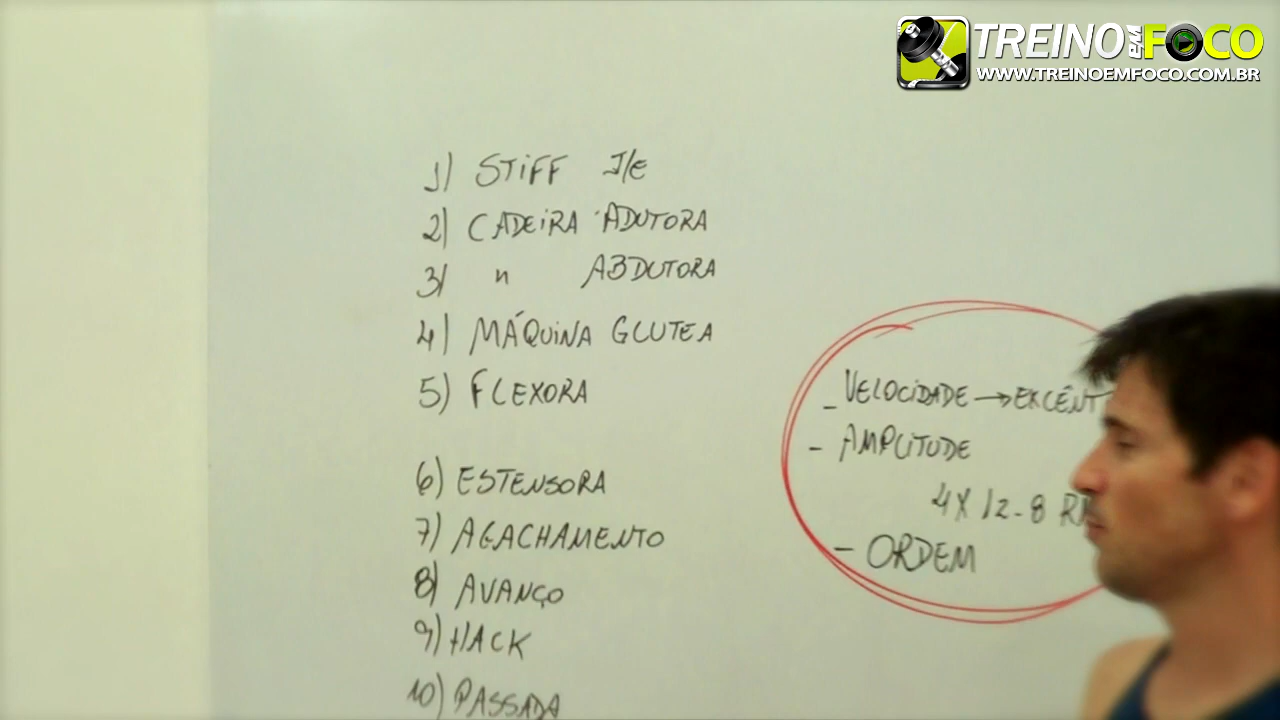 TREINO EM FOCO
WWW.TREINOEMFOCO.COM.BR
1) STIFF J/E
2) CADEIRA ADUTORA
3) " ABDUTORA
4) MÁQUINA GLUTEA
5) FLEXORA
6) ESTENSORA
7) AGACHAMENTO
8) AVANÇO
9) HACK
10) PASSADA
- VELOCIDADE → EXCÊNT
- AMPLITUDE
4X 12-8 R
- ORDEM